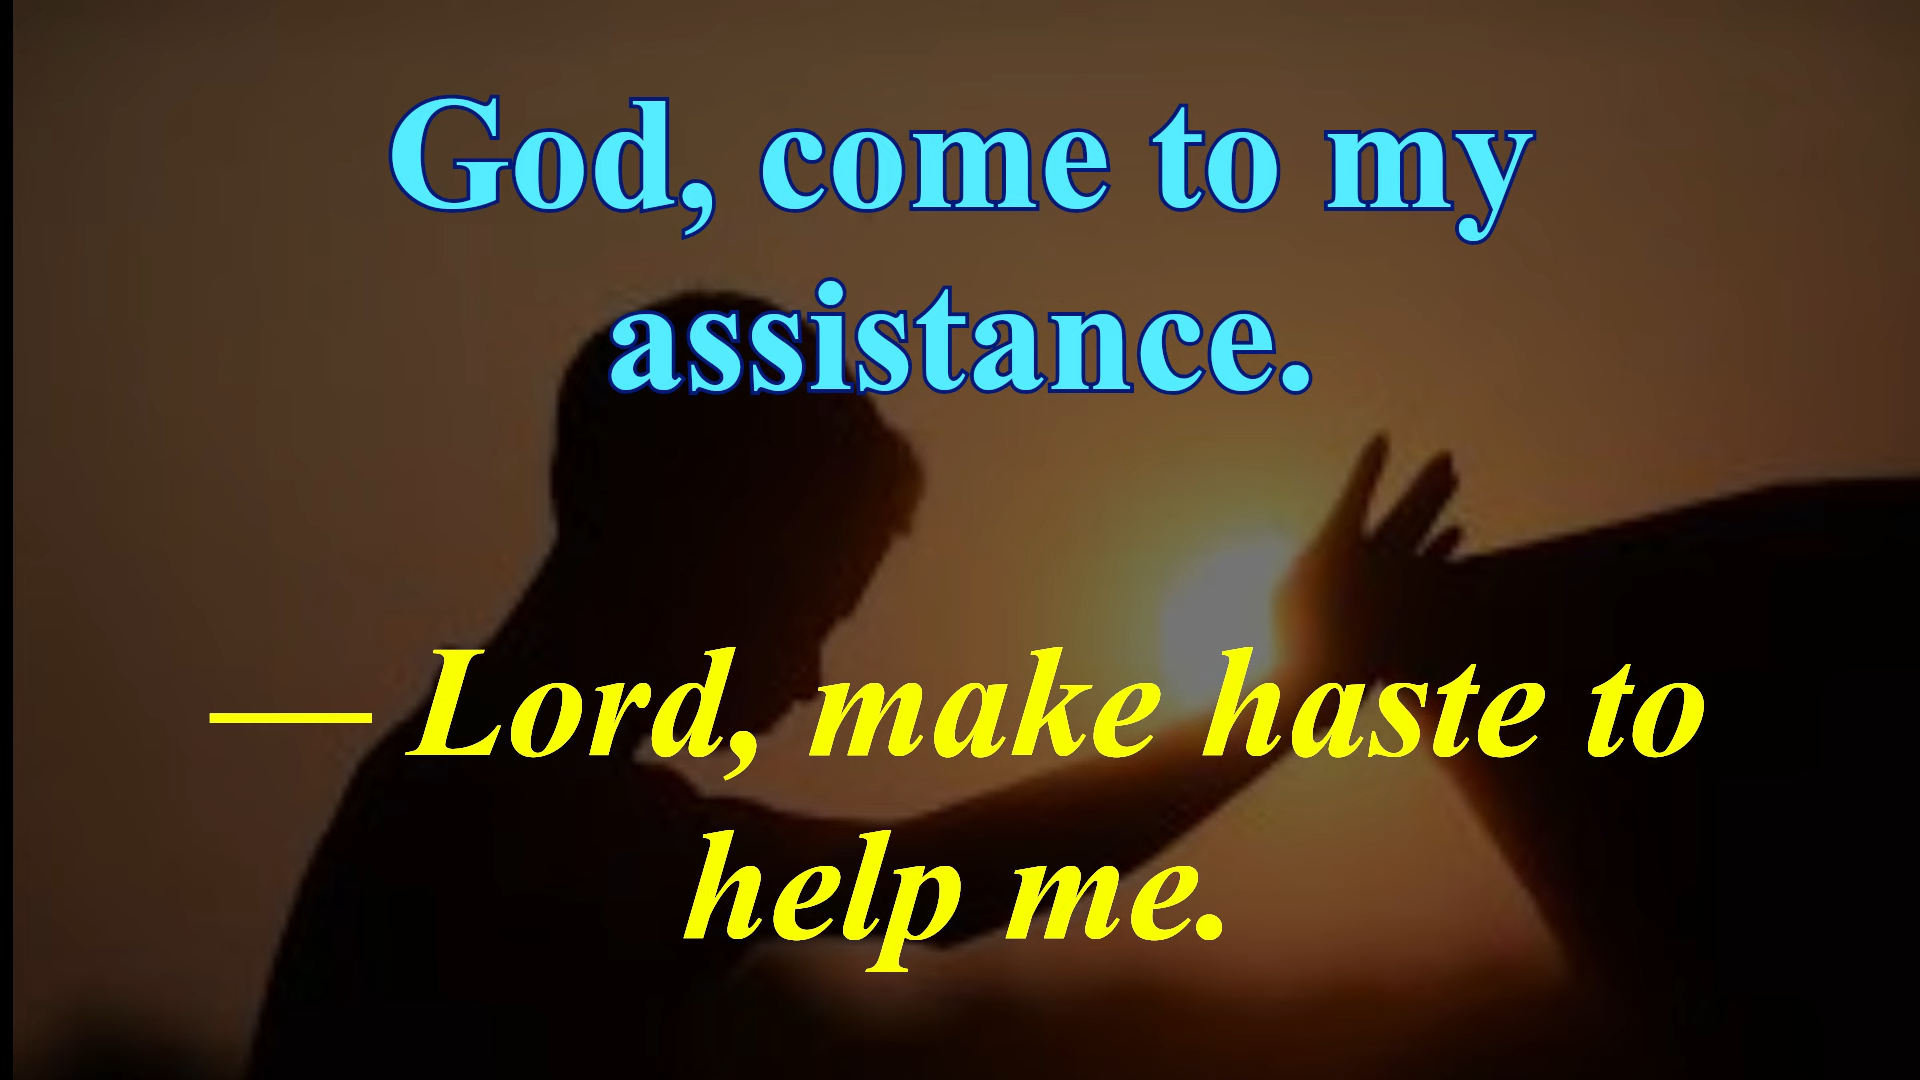 God, come to my
assistance.
— Lord, make haste to
help me.